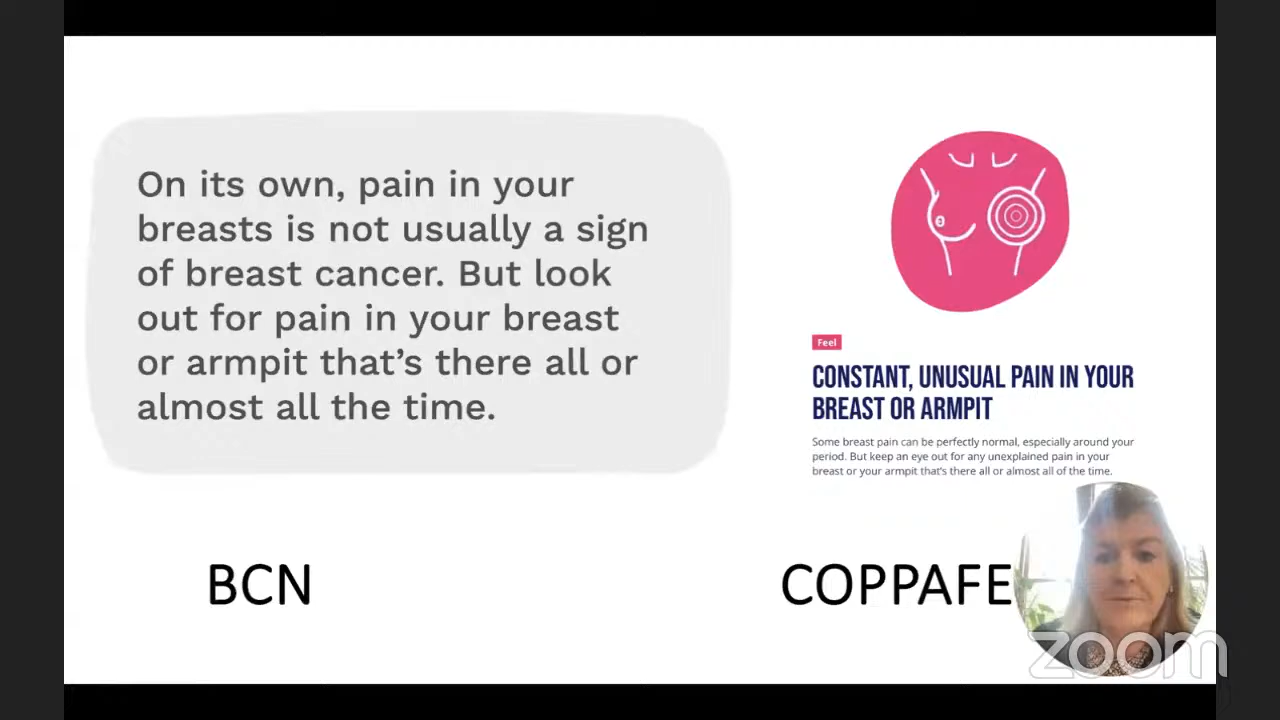 On its own, pain in your
breasts is not usually a sign
of breast cancer. But look
out for pain in your breast
or armpit that's there all or
almost all the time.
BCN
Feel
CONSTANT, UNUSUAL PAIN IN YOUR
BREAST OR ARMPIT
Some breast pain can be perfectly normal, especially around your
period. But keep an eye out for any unexplained pain in your
breast or your armpit that's there all or almost all of the time.
COPPAFE
zoom